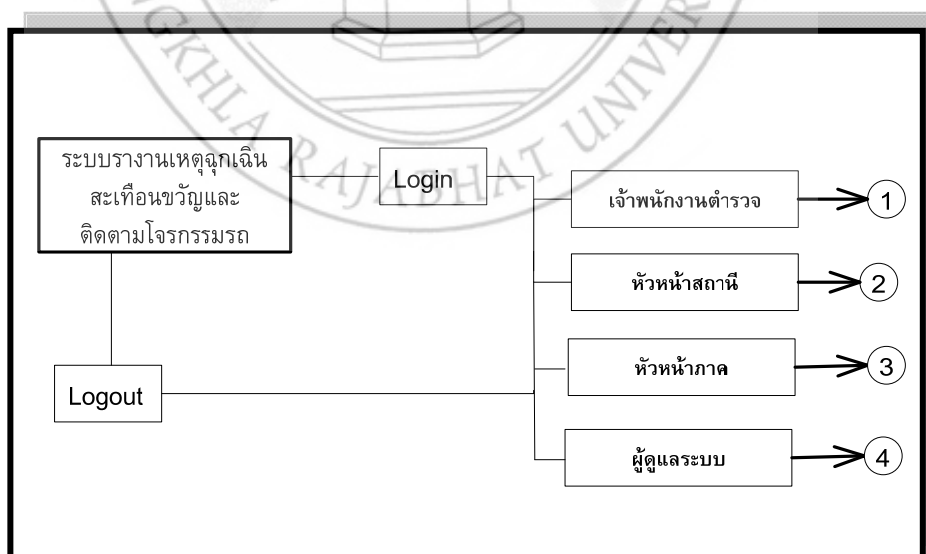 NGKHLA RAJABHAT UNIV
ระบบรางานเหตุฉุกเฉิน
สะเทือนขวัญและ
ติดตามโจรกรรมรถ
Login
เจ้าพนักงานตำรวจ
1
หัวหน้าสถานี
2
หัวหน้าภาค
3
Logout
ผู้ดูแลระบบ
4